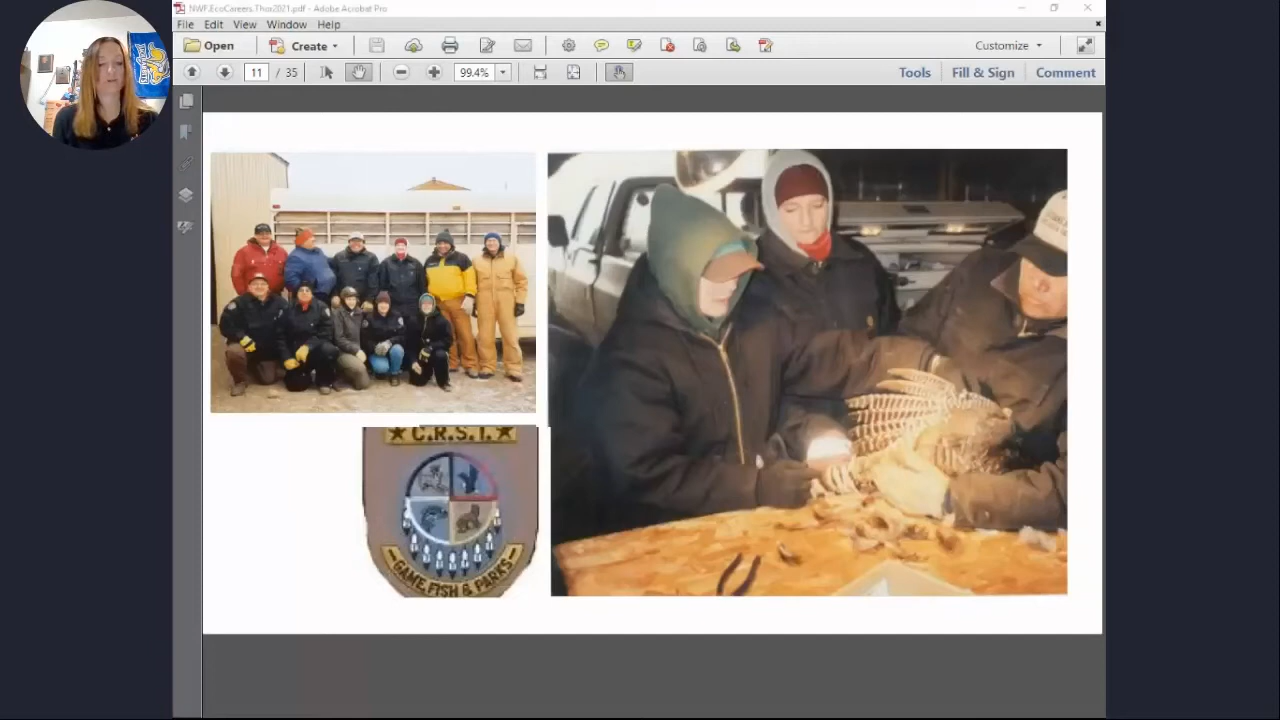 NWF.EcoCareers.Thor2021.pdf - Adobe Acrobat Pro
File Edit View Window Help
Open Create Customize
11 / 35 99.4% Tools Fill & Sign Comment
C.R.S.T.
GAME, FISH & PARKS